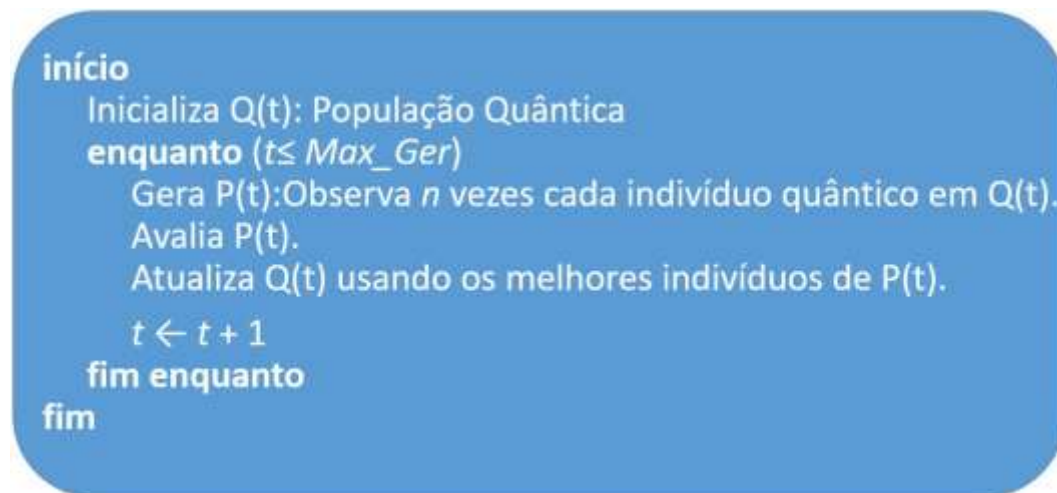 início
Inicializa Q(t): População Quântica
enquanto (t≤ Max_Ger)
Gera P(t):Observa n vezes cada indivíduo quântico em Q(t).
Avalia P(t).
Atualiza Q(t) usando os melhores indivíduos de P(t).
t ← t + 1
fim enquanto
fim